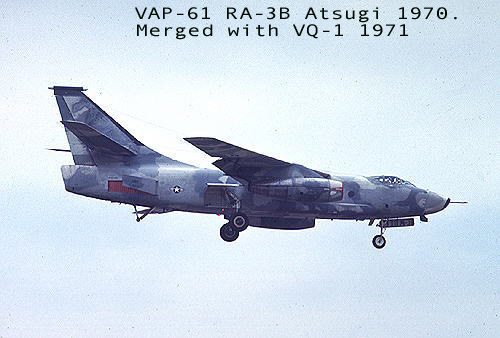 VAP-61 RA-3B Atsugi 1970.
Merged with VQ-1 1971